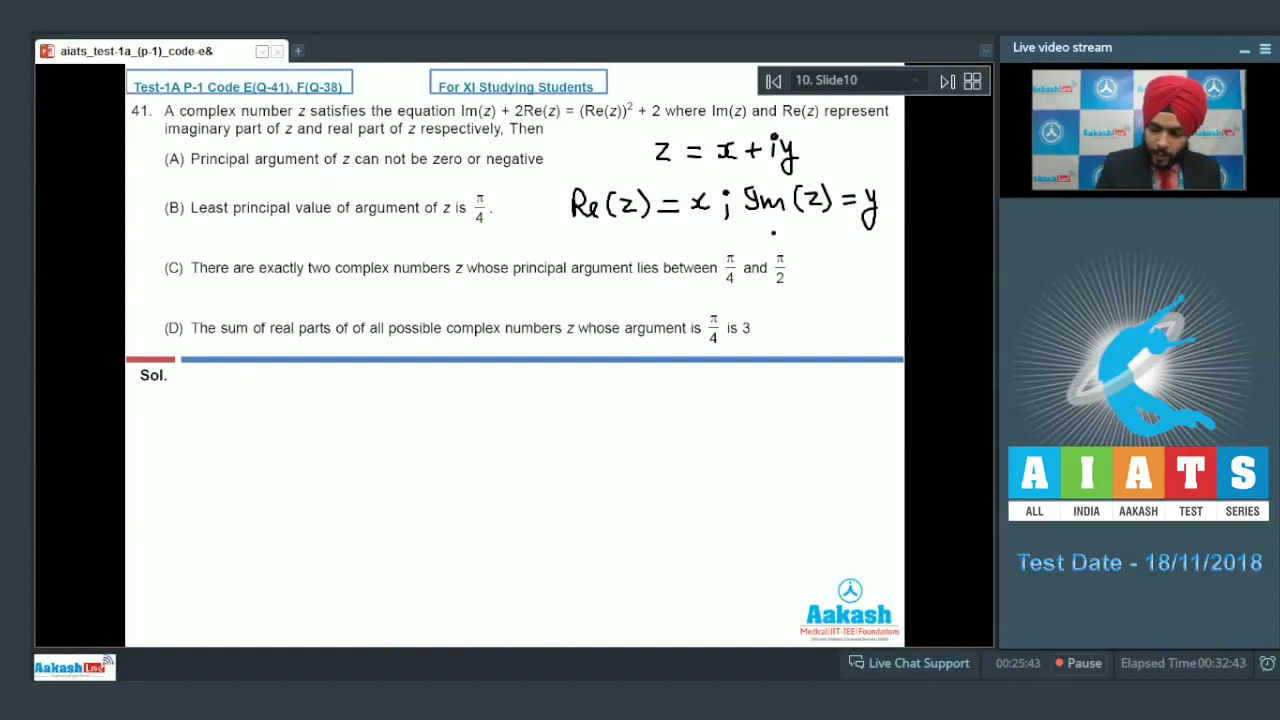 aiats_test-1a_(p-1)_code-e&
Live video stream
10. Slide10
Test-1A P-1 Code E(Q-41), F(Q-38)
For XI Studying Students
41. A complex number z satisfies the equation Im(z) + 2Re(z) = (Re(z))² + 2 where Im(z) and Re(z) represent
imaginary part of z and real part of z respectively, Then
z = x + iy
(A) Principal argument of z can not be zero or negative
(B) Least principal value of argument of z is π/4.
Re(z) = x ; Im(z) = y
(C) There are exactly two complex numbers z whose principal argument lies between π/4 and π/2
(D) The sum of real parts of of all possible complex numbers z whose argument is π/4 is 3
Sol.
A I A T S
ALL INDIA AAKASH TEST SERIES
Test Date - 18/11/2018
Aakash
Medical|IIT-JEE|Foundations
Aakash Live
Live Chat Support
00:25:43
Pause
Elapsed Time 00:32:43